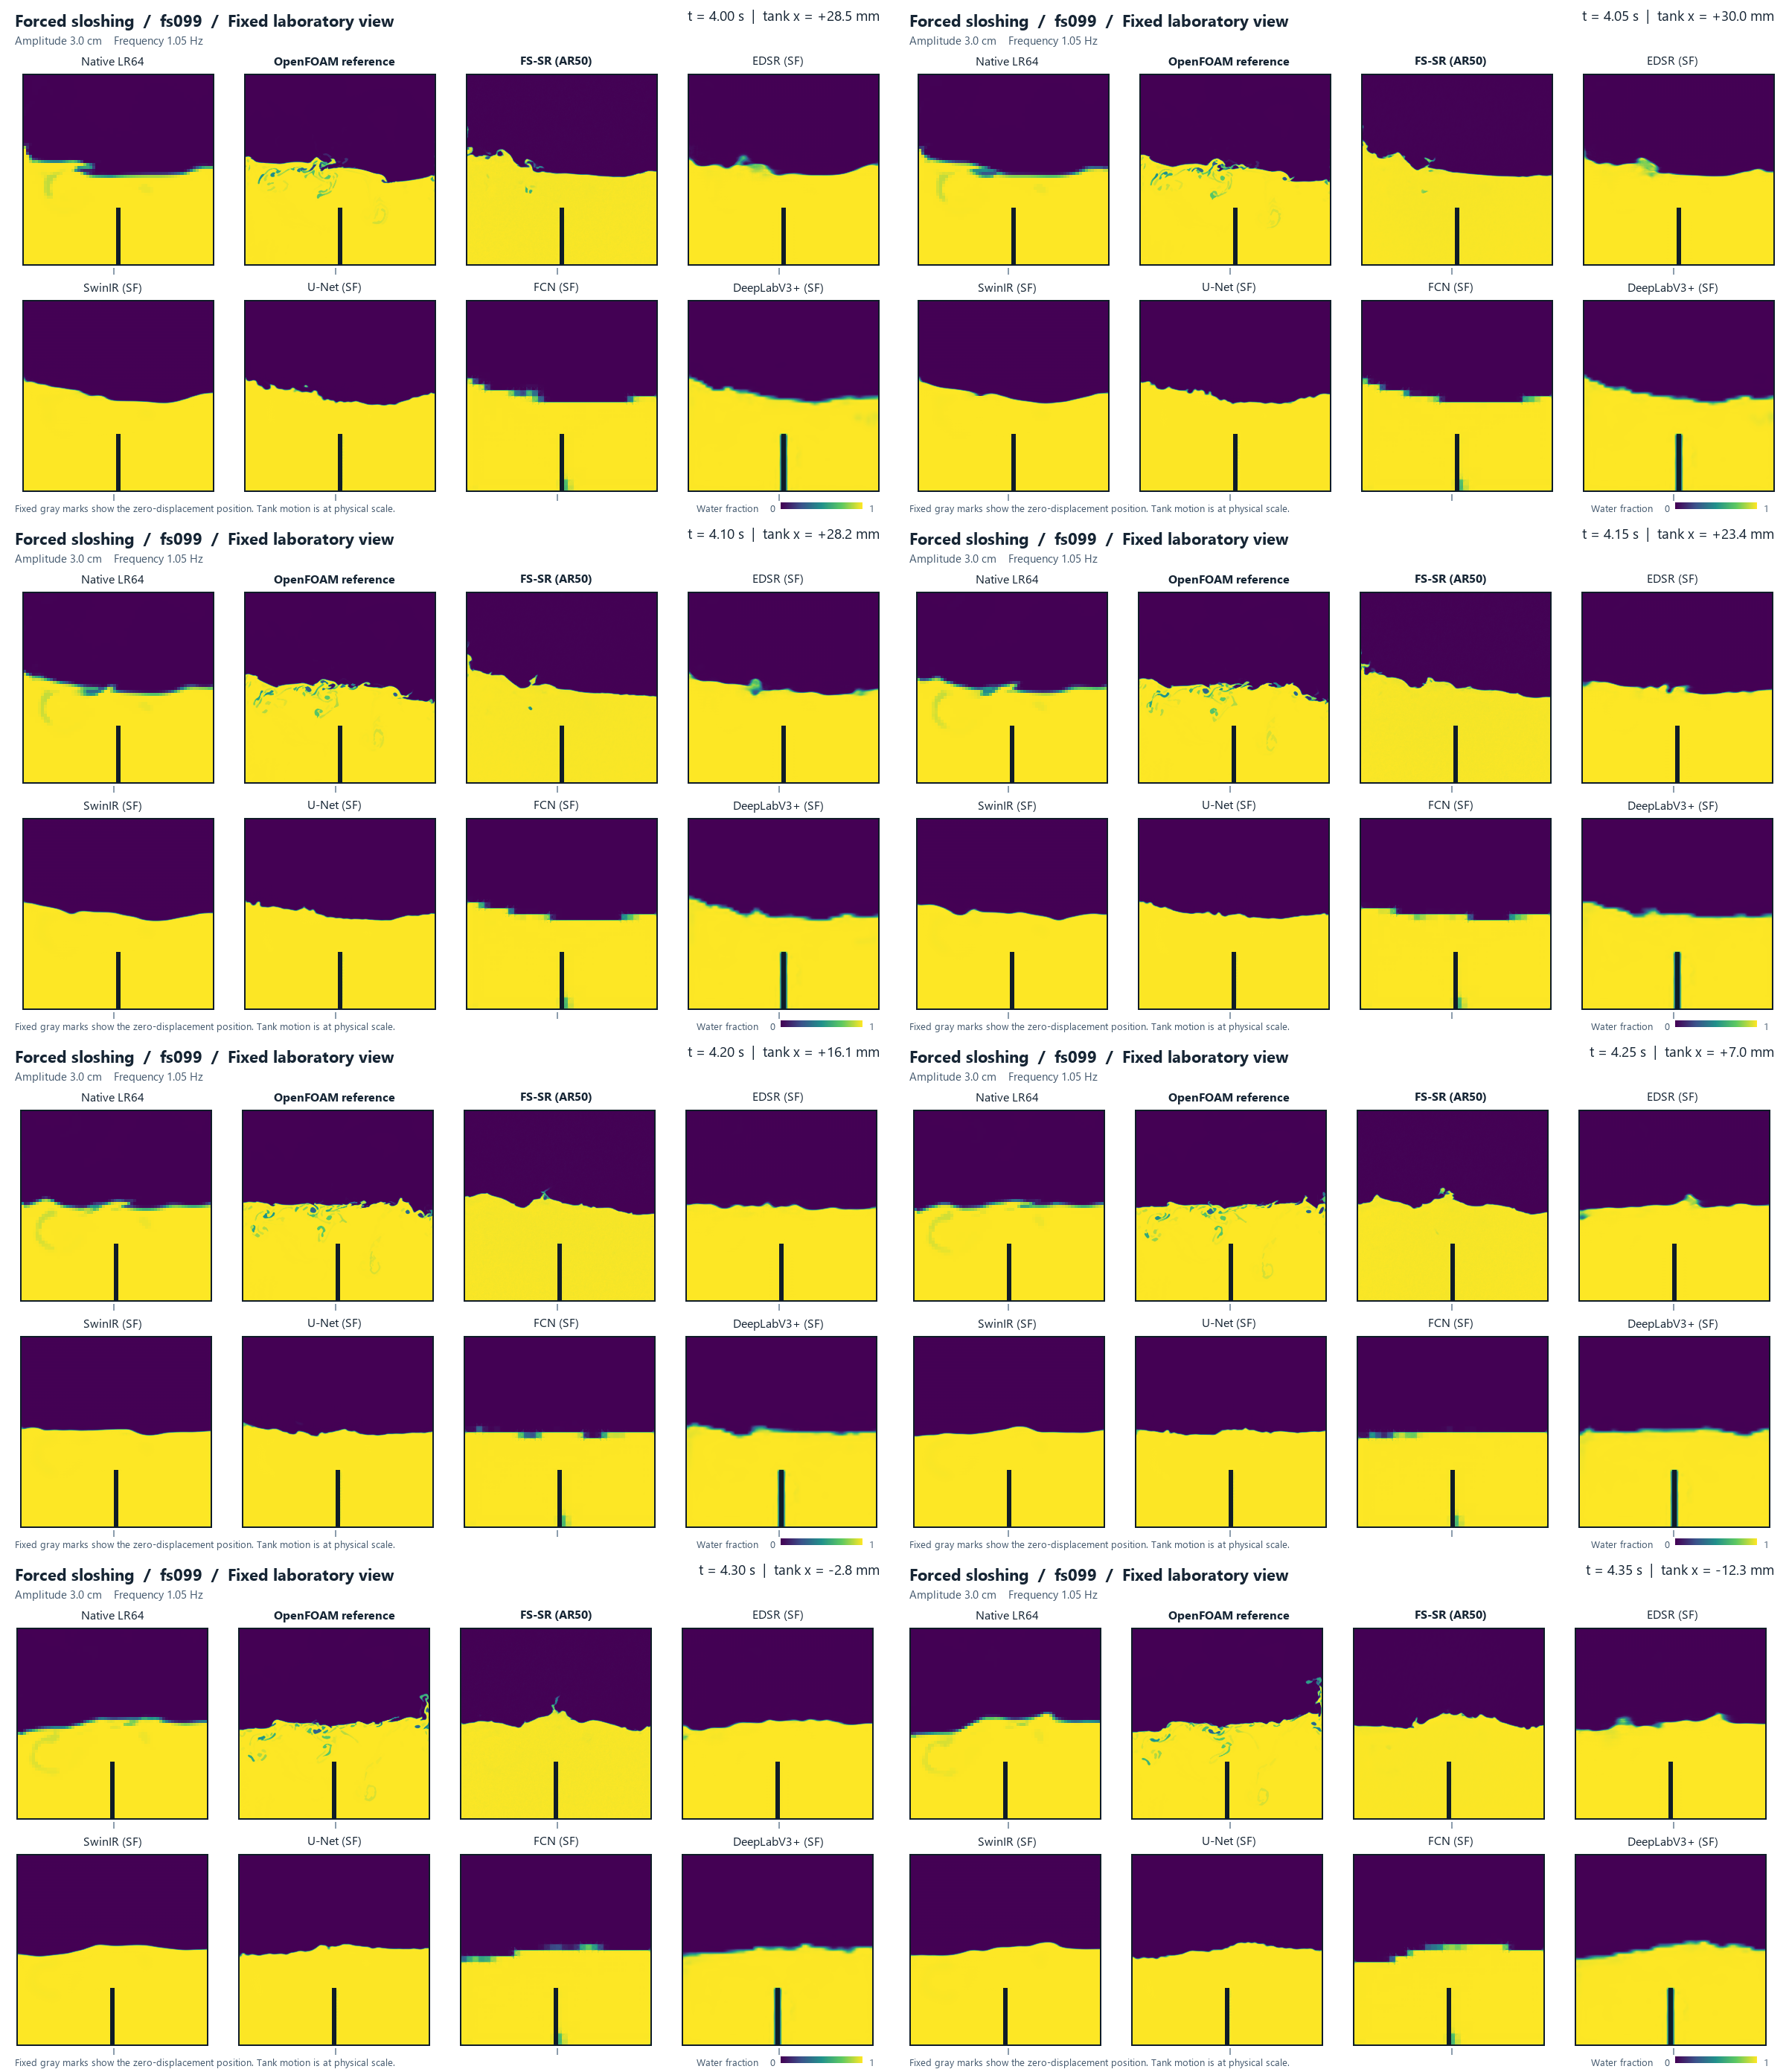 Forced sloshing / fs099 / Fixed laboratory view
t = 4.00 s | tank x = +28.5 mm
Amplitude 3.0 cm Frequency 1.05 Hz
Native LR64
OpenFOAM reference
FS-SR (AR50)
EDSR (SF)
SwinIR (SF)
U-Net (SF)
FCN (SF)
DeepLabV3+ (SF)
Fixed gray marks show the zero-displacement position. Tank motion is at physical scale.
Water fraction 0 1
Forced sloshing / fs099 / Fixed laboratory view
t = 4.05 s | tank x = +30.0 mm
Amplitude 3.0 cm Frequency 1.05 Hz
Native LR64
OpenFOAM reference
FS-SR (AR50)
EDSR (SF)
SwinIR (SF)
U-Net (SF)
FCN (SF)
DeepLabV3+ (SF)
Fixed gray marks show the zero-displacement position. Tank motion is at physical scale.
Water fraction 0 1
Forced sloshing / fs099 / Fixed laboratory view
t = 4.10 s | tank x = +28.2 mm
Amplitude 3.0 cm Frequency 1.05 Hz
Native LR64
OpenFOAM reference
FS-SR (AR50)
EDSR (SF)
SwinIR (SF)
U-Net (SF)
FCN (SF)
DeepLabV3+ (SF)
Fixed gray marks show the zero-displacement position. Tank motion is at physical scale.
Water fraction 0 1
Forced sloshing / fs099 / Fixed laboratory view
t = 4.15 s | tank x = +23.4 mm
Amplitude 3.0 cm Frequency 1.05 Hz
Native LR64
OpenFOAM reference
FS-SR (AR50)
EDSR (SF)
SwinIR (SF)
U-Net (SF)
FCN (SF)
DeepLabV3+ (SF)
Fixed gray marks show the zero-displacement position. Tank motion is at physical scale.
Water fraction 0 1
Forced sloshing / fs099 / Fixed laboratory view
t = 4.20 s | tank x = +16.1 mm
Amplitude 3.0 cm Frequency 1.05 Hz
Native LR64
OpenFOAM reference
FS-SR (AR50)
EDSR (SF)
SwinIR (SF)
U-Net (SF)
FCN (SF)
DeepLabV3+ (SF)
Fixed gray marks show the zero-displacement position. Tank motion is at physical scale.
Water fraction 0 1
Forced sloshing / fs099 / Fixed laboratory view
t = 4.25 s | tank x = +7.0 mm
Amplitude 3.0 cm Frequency 1.05 Hz
Native LR64
OpenFOAM reference
FS-SR (AR50)
EDSR (SF)
SwinIR (SF)
U-Net (SF)
FCN (SF)
DeepLabV3+ (SF)
Fixed gray marks show the zero-displacement position. Tank motion is at physical scale.
Water fraction 0 1
Forced sloshing / fs099 / Fixed laboratory view
t = 4.30 s | tank x = -2.8 mm
Amplitude 3.0 cm Frequency 1.05 Hz
Native LR64
OpenFOAM reference
FS-SR (AR50)
EDSR (SF)
SwinIR (SF)
U-Net (SF)
FCN (SF)
DeepLabV3+ (SF)
Fixed gray marks show the zero-displacement position. Tank motion is at physical scale.
Water fraction 0 1
Forced sloshing / fs099 / Fixed laboratory view
t = 4.35 s | tank x = -12.3 mm
Amplitude 3.0 cm Frequency 1.05 Hz
Native LR64
OpenFOAM reference
FS-SR (AR50)
EDSR (SF)
SwinIR (SF)
U-Net (SF)
FCN (SF)
DeepLabV3+ (SF)
Fixed gray marks show the zero-displacement position. Tank motion is at physical scale.
Water fraction 0 1